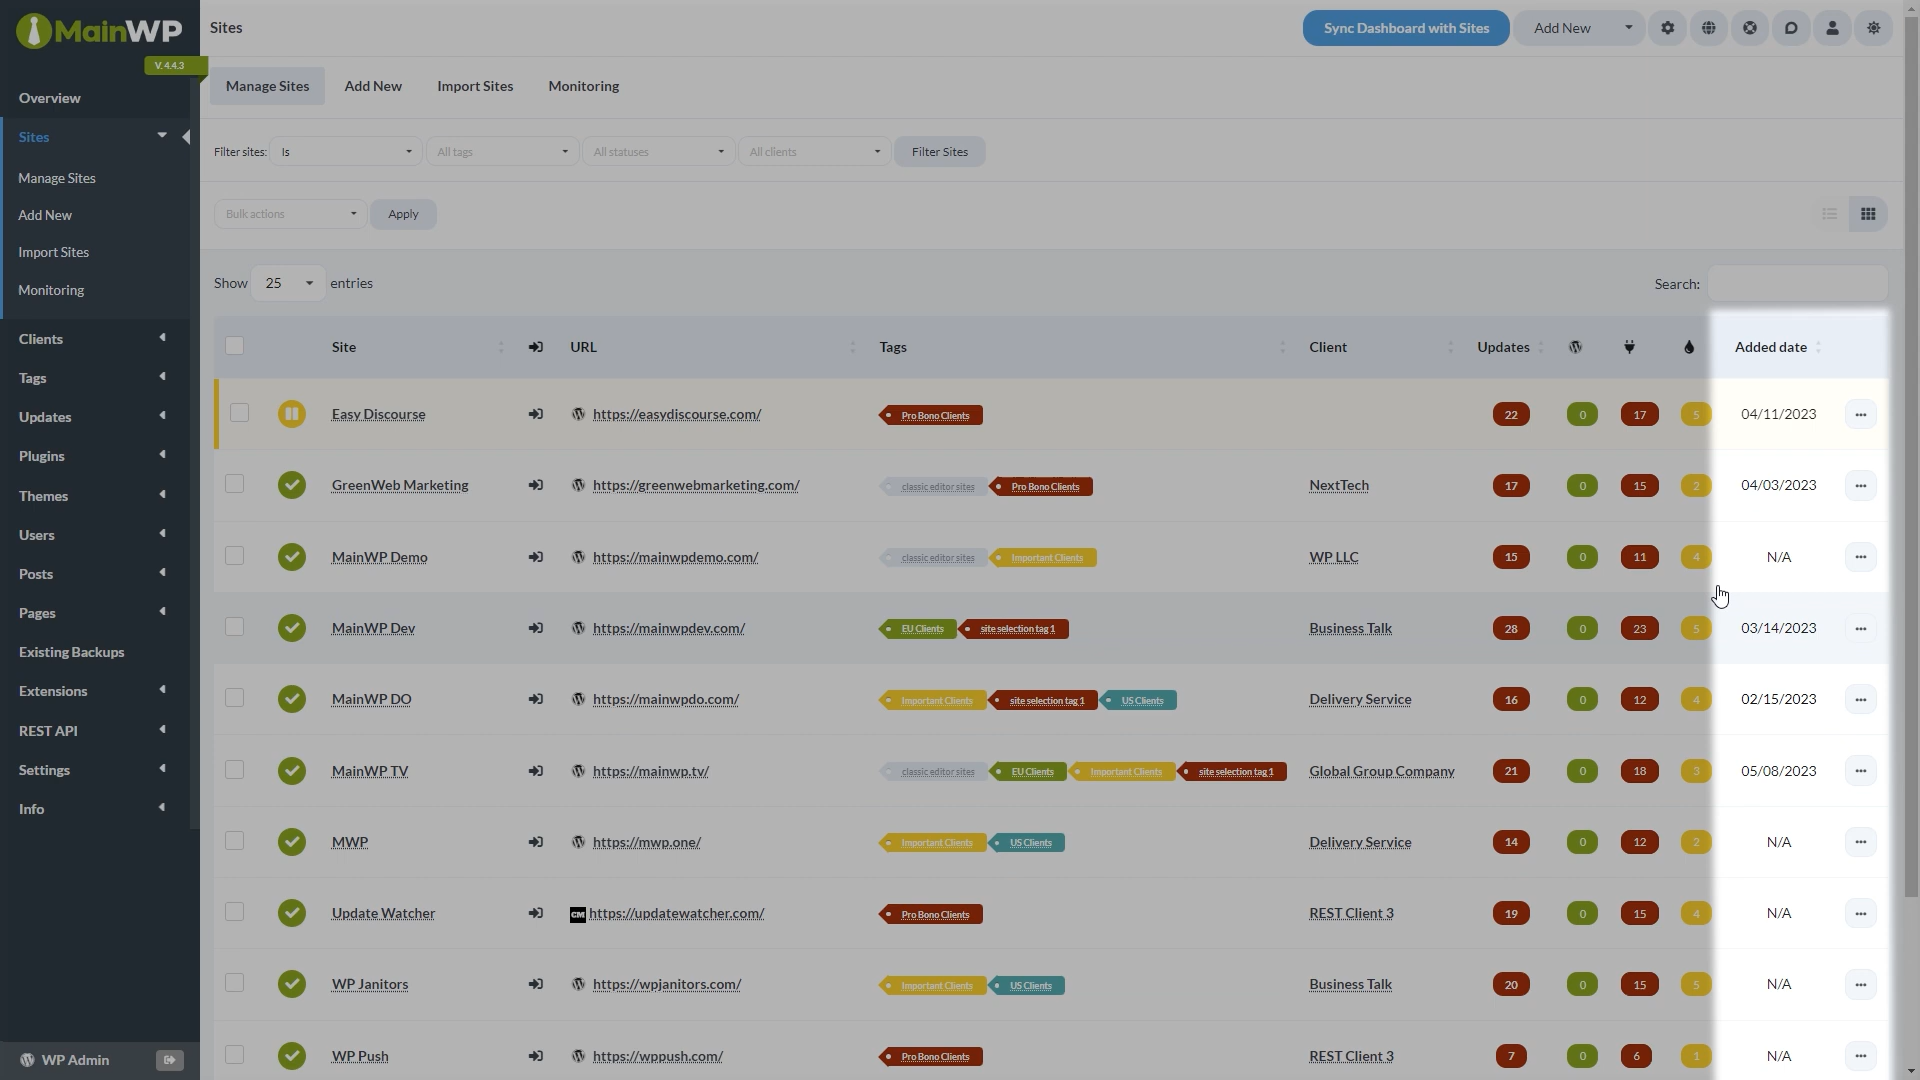 MainWP
V. 4.4.3
Sites
Sync Dashboard with Sites
Add New
Overview
Sites
Manage Sites
Add New
Import Sites
Monitoring
Clients
Tags
Updates
Plugins
Themes
Users
Posts
Pages
Existing Backups
Extensions
REST API
Settings
Info
WP Admin
Manage Sites Add New Import Sites Monitoring
Filter sites: Is All tags All statuses All clients Filter Sites
Bulk actions Apply
Show 25 entries
Search:
Site URL Tags Client Updates Added date
Easy Discourse https://easydiscourse.com/ Pro Bono Clients 22 0 17 5 04/11/2023
GreenWeb Marketing https://greenwebmarketing.com/ classic editor sites Pro Bono Clients NextTech 17 0 15 2 04/03/2023
MainWP Demo https://mainwpdemo.com/ classic editor sites Important Clients WP LLC 15 0 11 4 N/A
MainWP Dev https://mainwpdev.com/ EU Clients site selection tag 1 Business Talk 28 0 23 5 03/14/2023
MainWP DO https://mainwpdo.com/ Important Clients site selection tag 1 US Clients Delivery Service 16 0 12 4 02/15/2023
MainWP TV https://mainwp.tv/ classic editor sites EU Clients Important Clients site selection tag 1 Global Group Company 21 0 18 3 05/08/2023
MWP https://mwp.one/ Important Clients US Clients Delivery Service 14 0 12 2 N/A
Update Watcher CM https://updatewatcher.com/ Pro Bono Clients REST Client 3 19 0 15 4 N/A
WP Janitors https://wpjanitors.com/ Important Clients US Clients Business Talk 20 0 15 5 N/A
WP Push https://wppush.com/ Pro Bono Clients REST Client 3 7 0 6 1 N/A